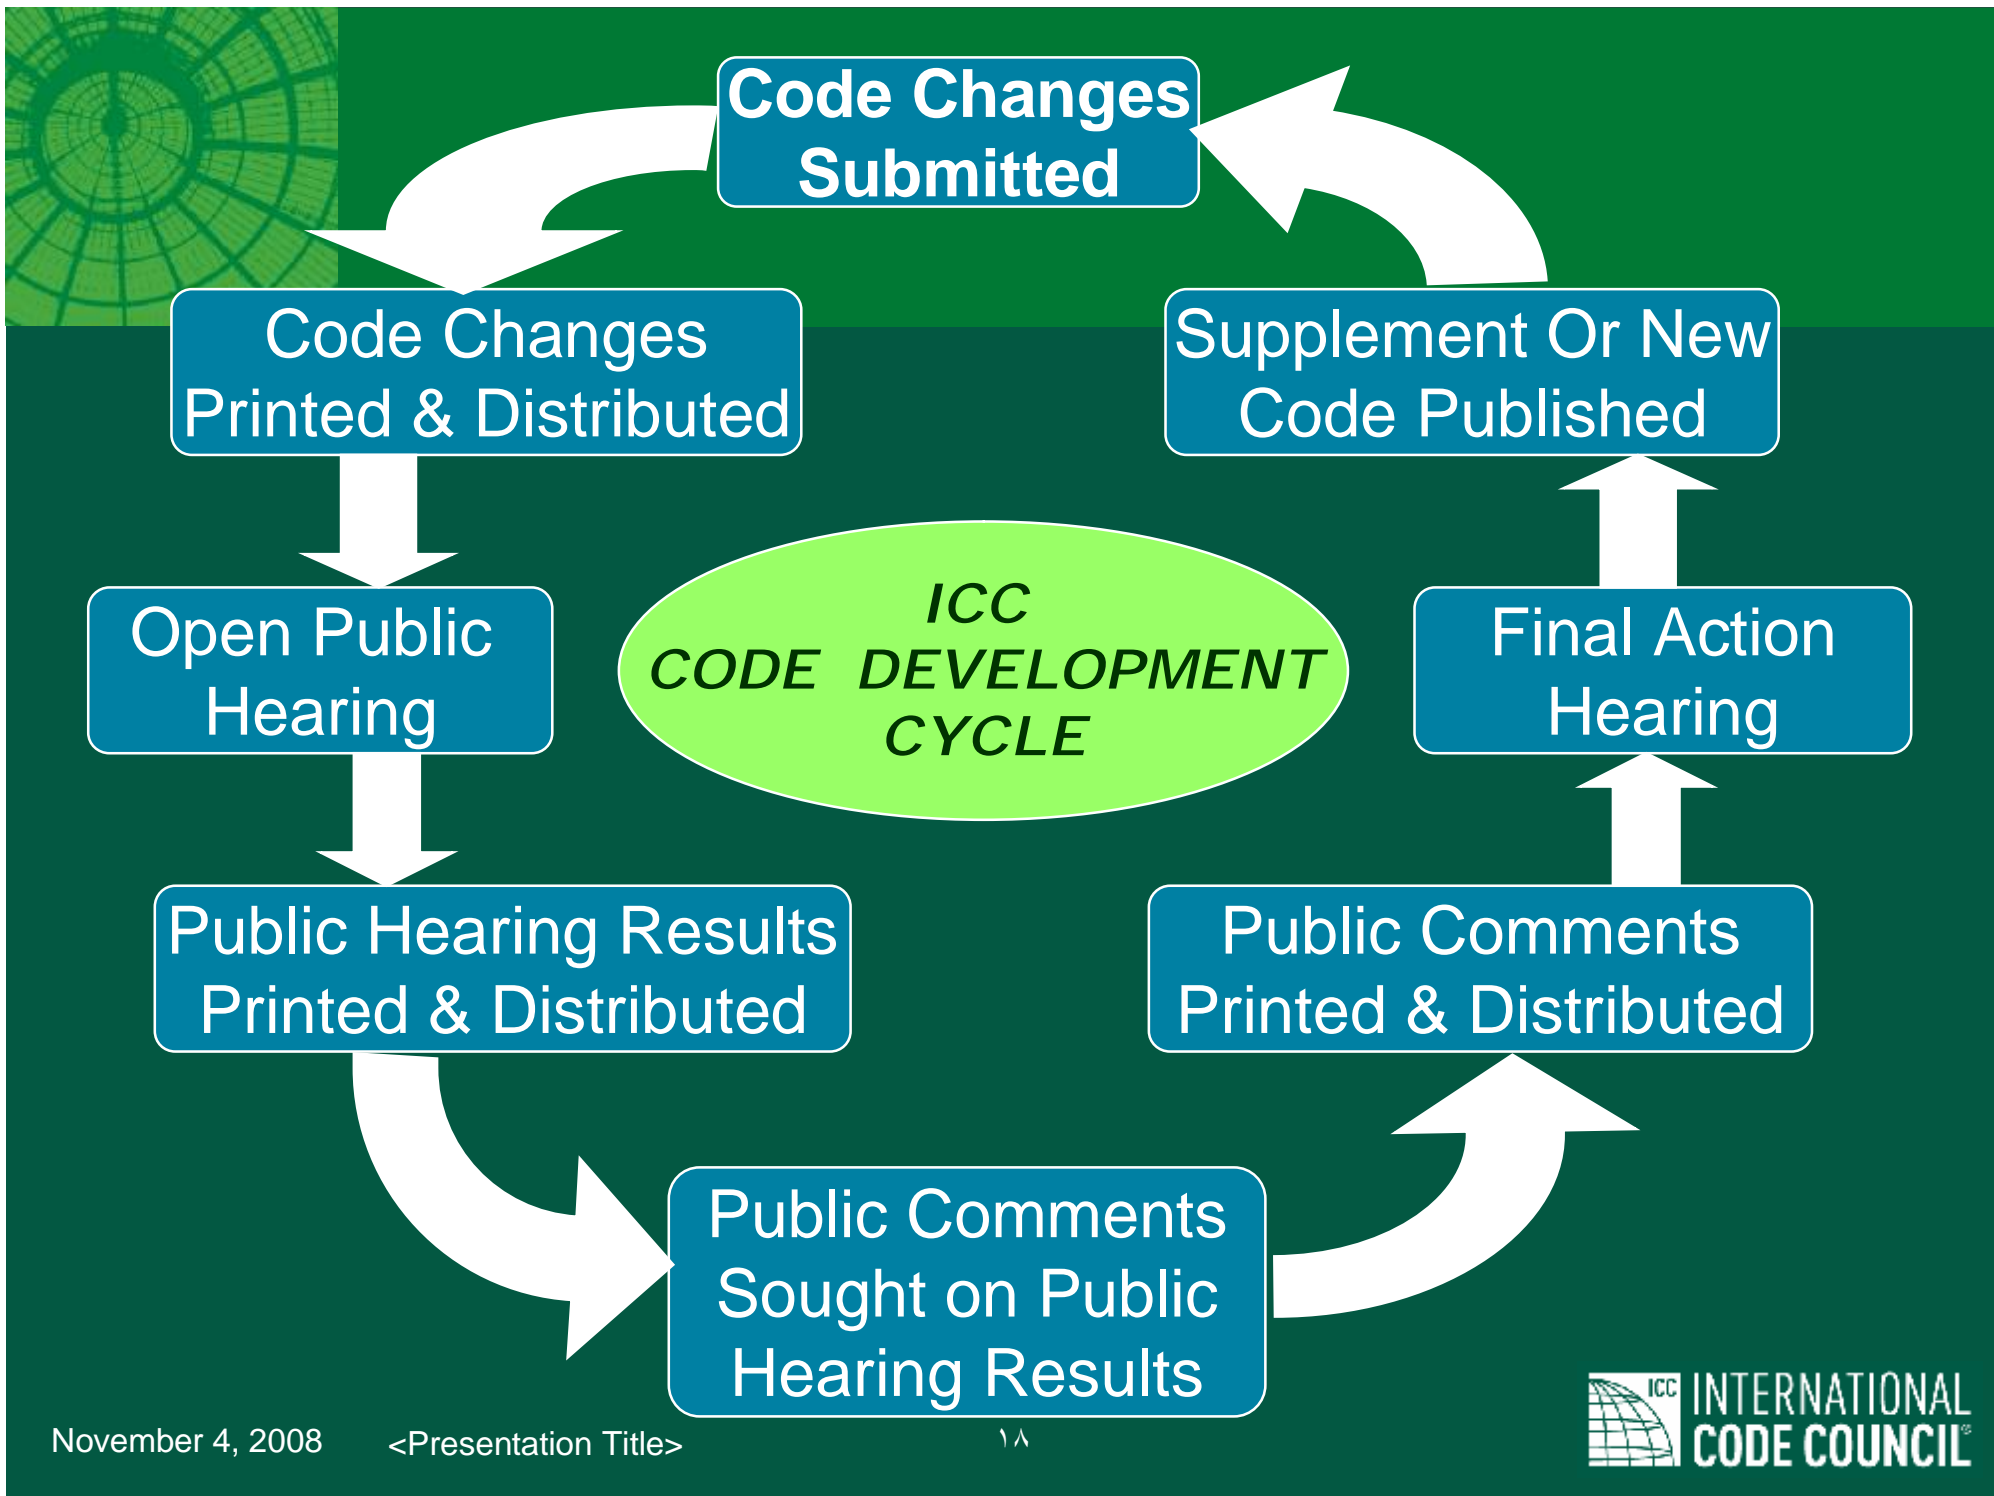 Code Changes
Submitted
Code Changes
Printed & Distributed
Supplement Or New
Code Published
ICC
CODE DEVELOPMENT
CYCLE
Open Public
Hearing
Final Action
Hearing
Public Hearing Results
Printed & Distributed
Public Comments
Printed & Distributed
Public Comments
Sought on Public
Hearing Results
November 4, 2008
<Presentation Title>
١٨
ICC
INTERNATIONAL
CODE COUNCIL®